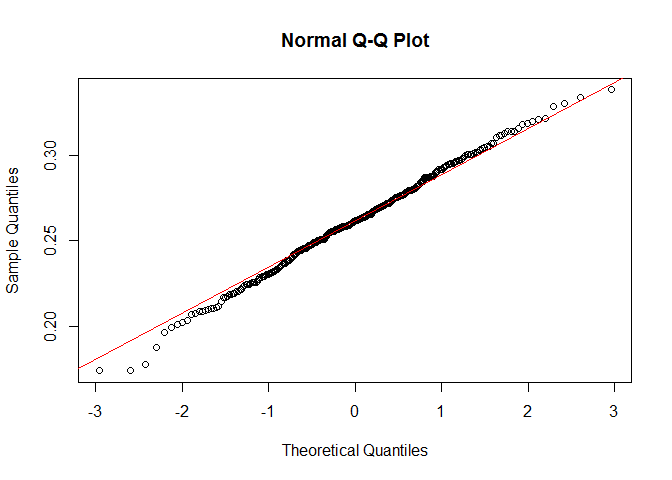 Normal Q-Q Plot
Sample Quantiles
0.30
0.25
0.20
-3 -2 -1 0 1 2 3
Theoretical Quantiles